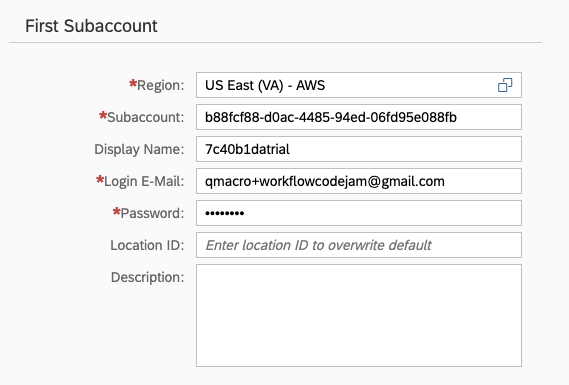 First Subaccount
*Region: US East (VA) - AWS
*Subaccount: b88fcf88-d0ac-4485-94ed-06fd95e088fb
Display Name: 7c40b1datrial
*Login E-Mail: qmacro+workflowcodejam@gmail.com
*Password: ••••••••
Location ID: Enter location ID to overwrite default
Description: